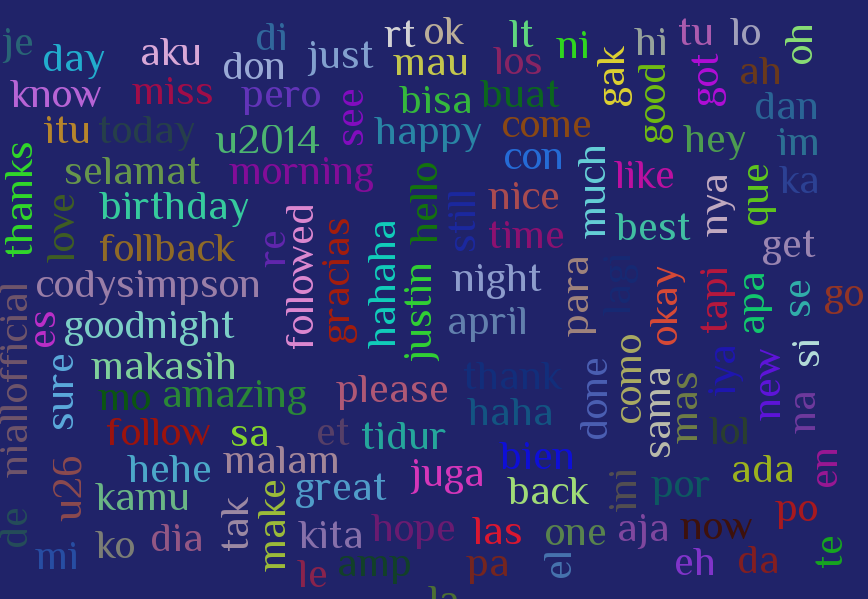 je
day
aku
di
don
just
rt
ok
mau
lt
los
ni
gak
hi
tu
lo
oh
got
ah
know
miss
pero
see
bisa
buat
good
dan
itu
today
u2014
happy
come
hey
im
thanks
selamat
morning
con
much
like
nya
que
ka
love
birthday
hello
still
nice
time
best
get
follback
re
followed
gracias
hahaha
codysimpson
justin
night
para
okay
tapi
apa
se
go
niallofficial
es
goodnight
april
como
si
sure
makasih
mo
amazing
please
thank
haha
done
sama
mas
iya
new
na
follow
sa
et
tidur
lol
hehe
malam
juga
bien
ada
en
u26
kamu
great
back
ini
por
po
de
tak
make
mi
ko
dia
kita
hope
las
one
aja
now
te
le
amp
pa
el
eh
da
la